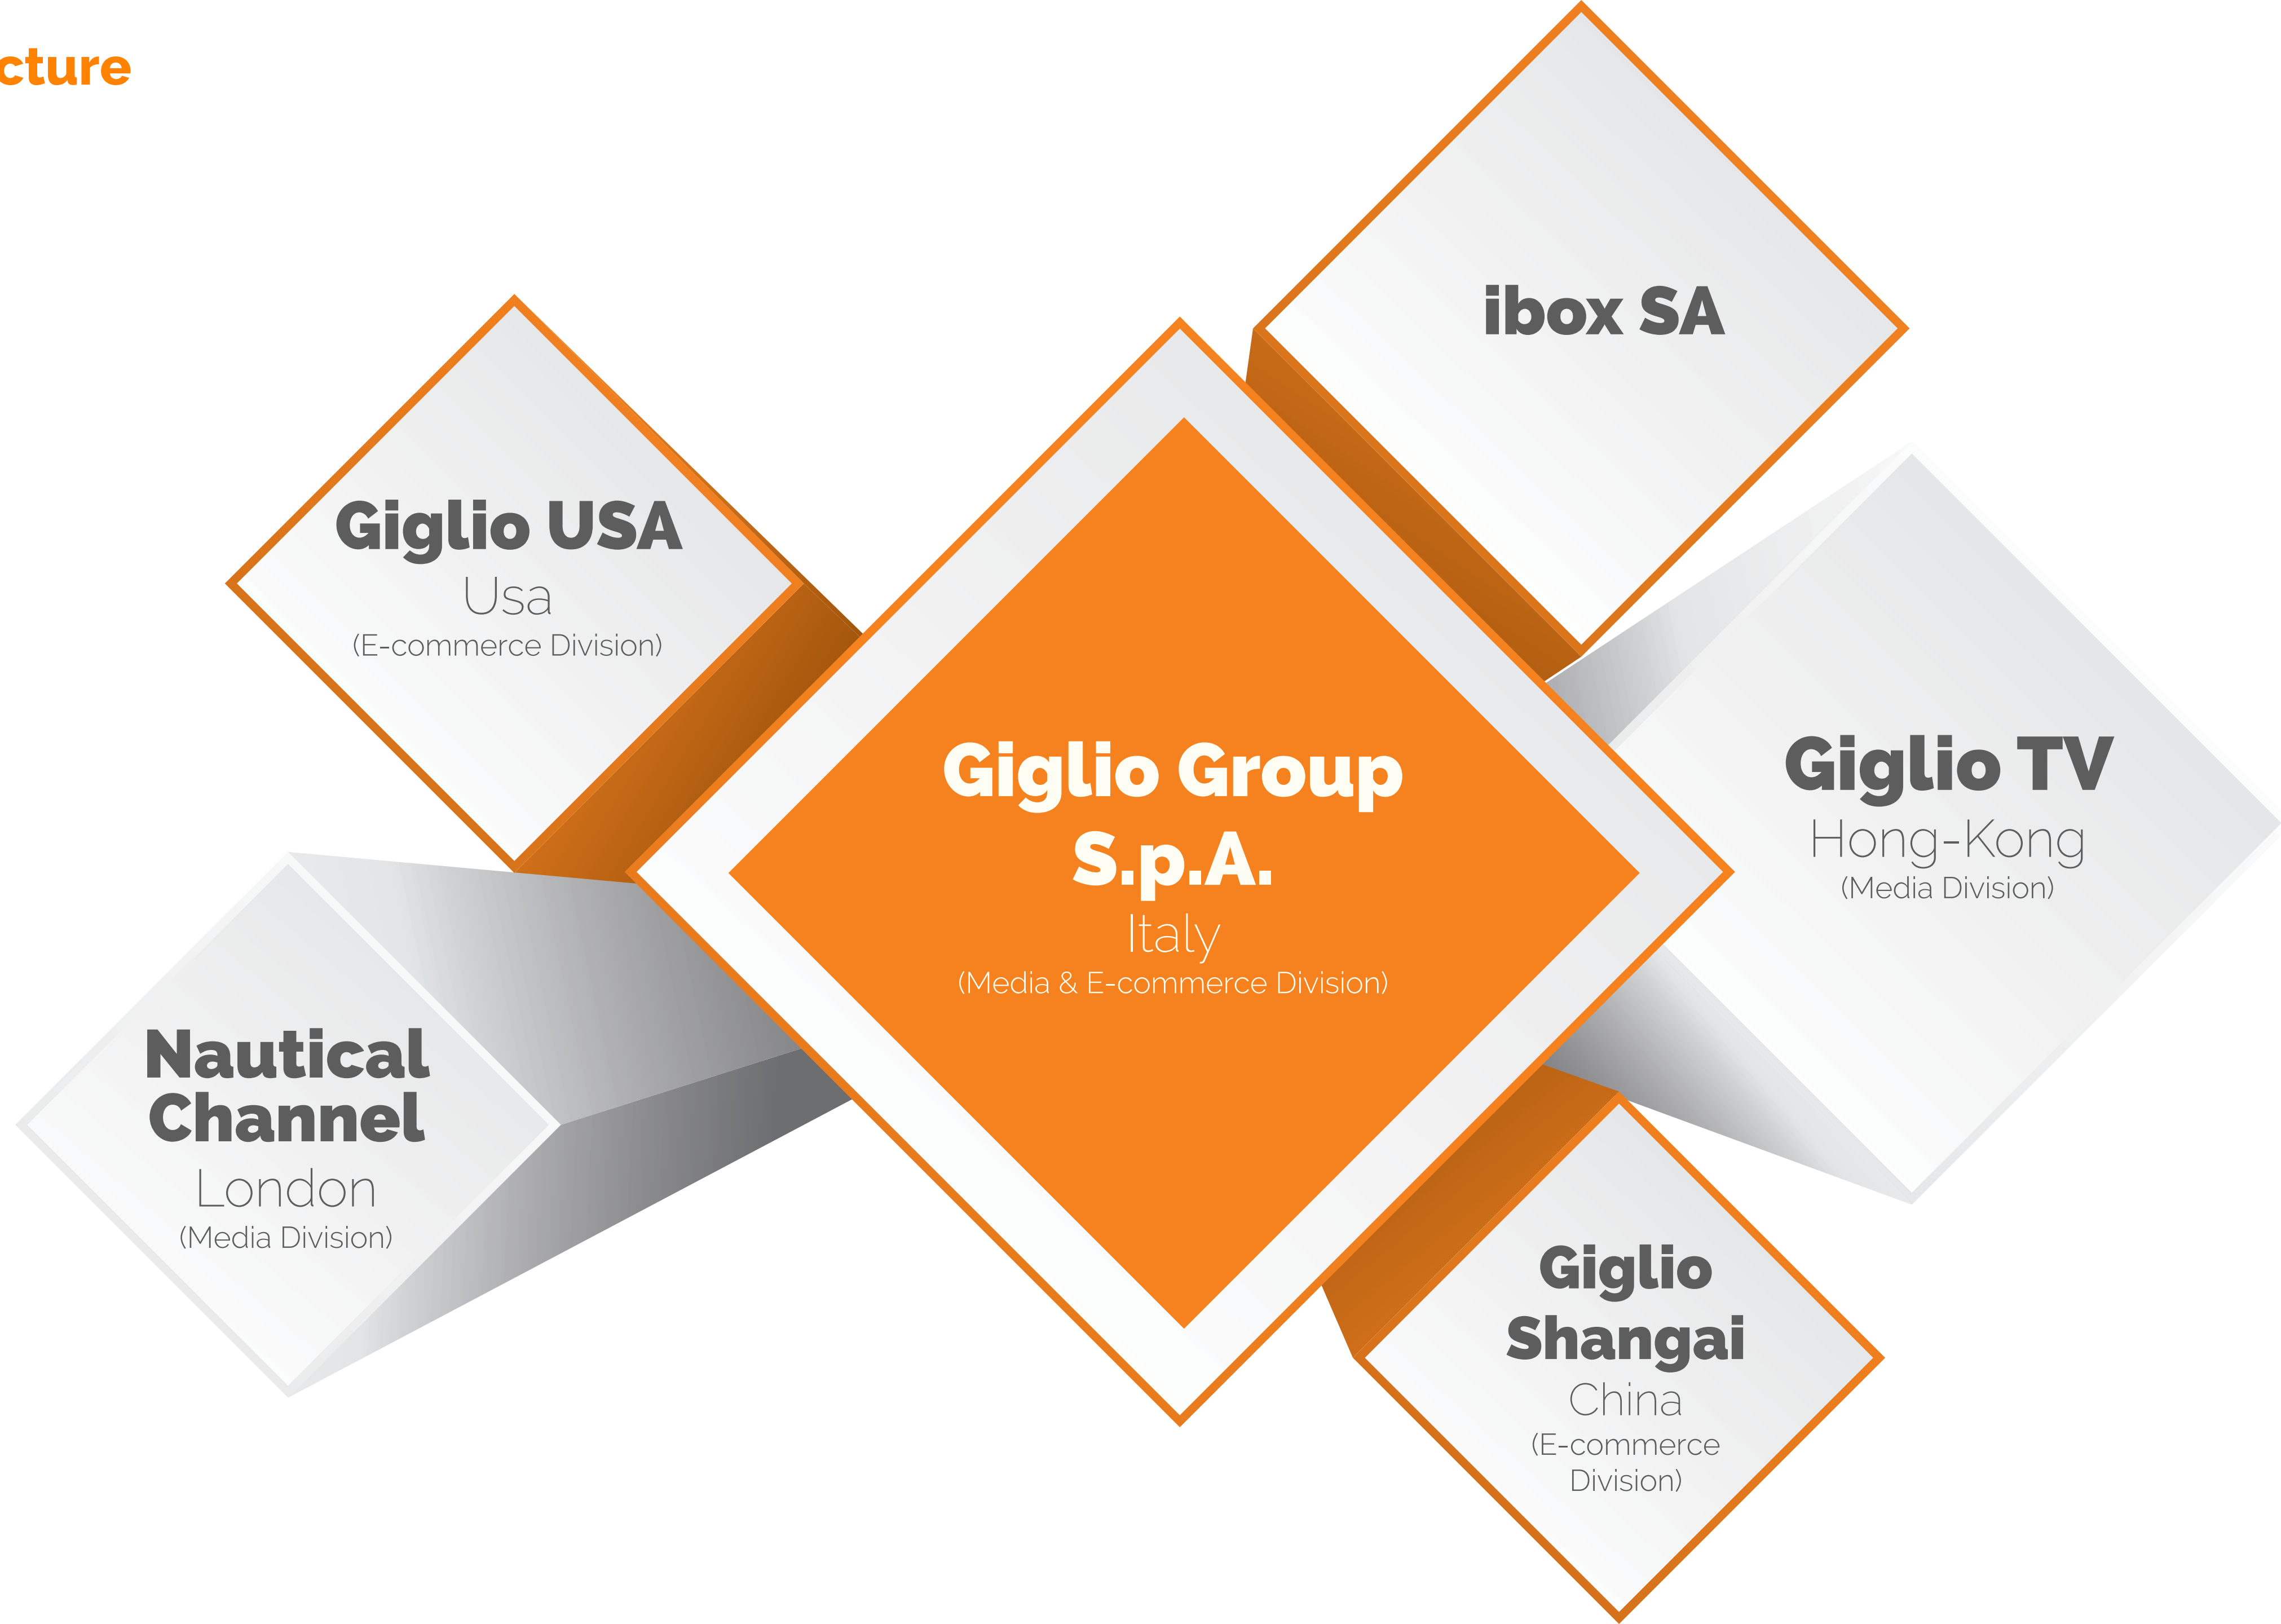 cture
ibox SA
Giglio USA
Usa
(E-commerce Division)
Giglio Group
S.p.A.
Italy
(Media & E-commerce Division)
Giglio TV
Hong-Kong
(Media Division)
Nautical
Channel
London
(Media Division)
Giglio
Shangai
China
(E-commerce
Division)